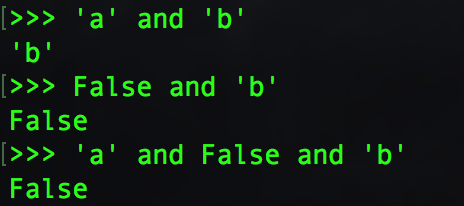 [>>> 'a' and 'b'
'b'
[>>> False and 'b'
False
[>>> 'a' and False and 'b'
False